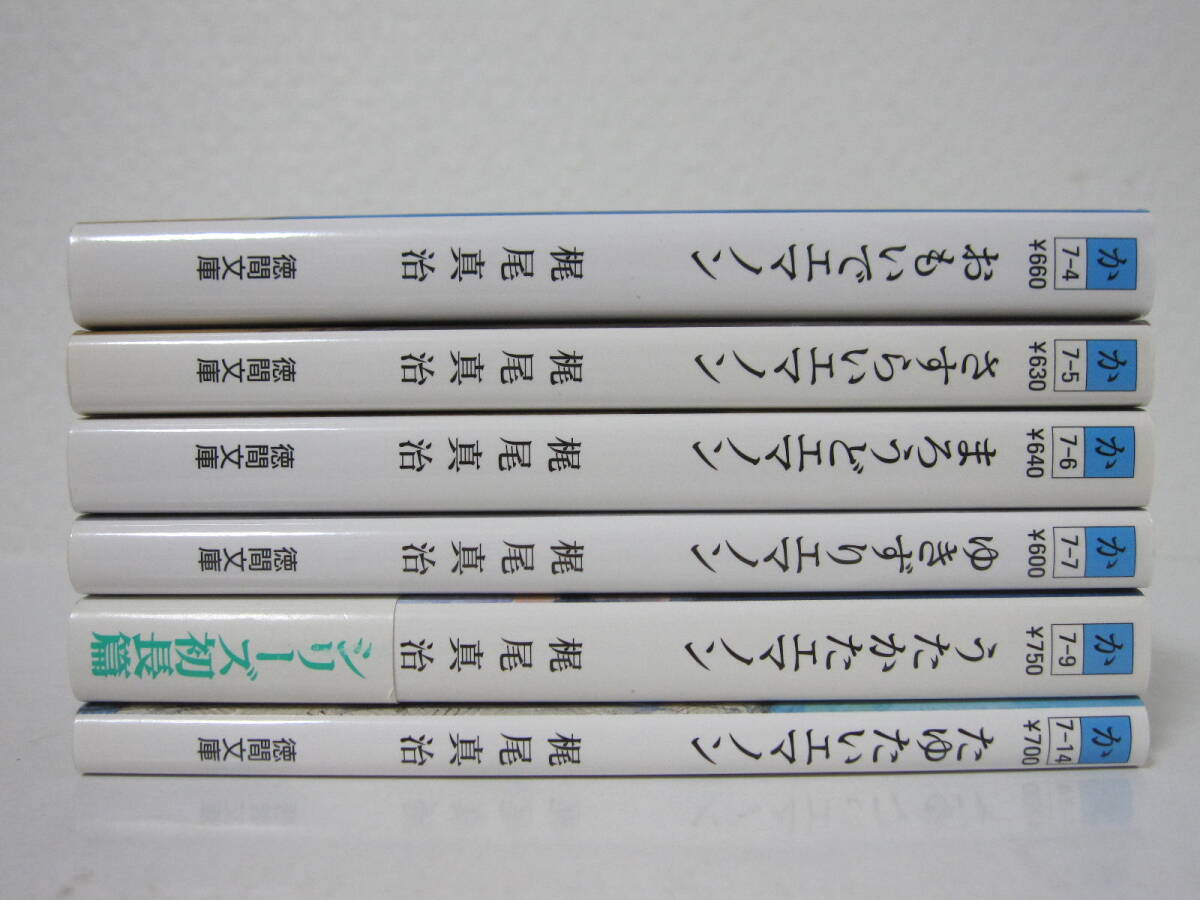 か 7-4 ¥660 おもいでエマノン 梶尾真治 徳間文庫
か 7-5 ¥630 さすらいエマノン 梶尾真治 徳間文庫
か 7-6 ¥640 まろうどエマノン 梶尾真治 徳間文庫
か 7-7 ¥600 ゆきずりエマノン 梶尾真治 徳間文庫
か 7-9 ¥750 うたかたエマノン 梶尾真治 シリーズ初長篇
か 7-14 ¥700 たゆたいエマノン 梶尾真治 徳間文庫